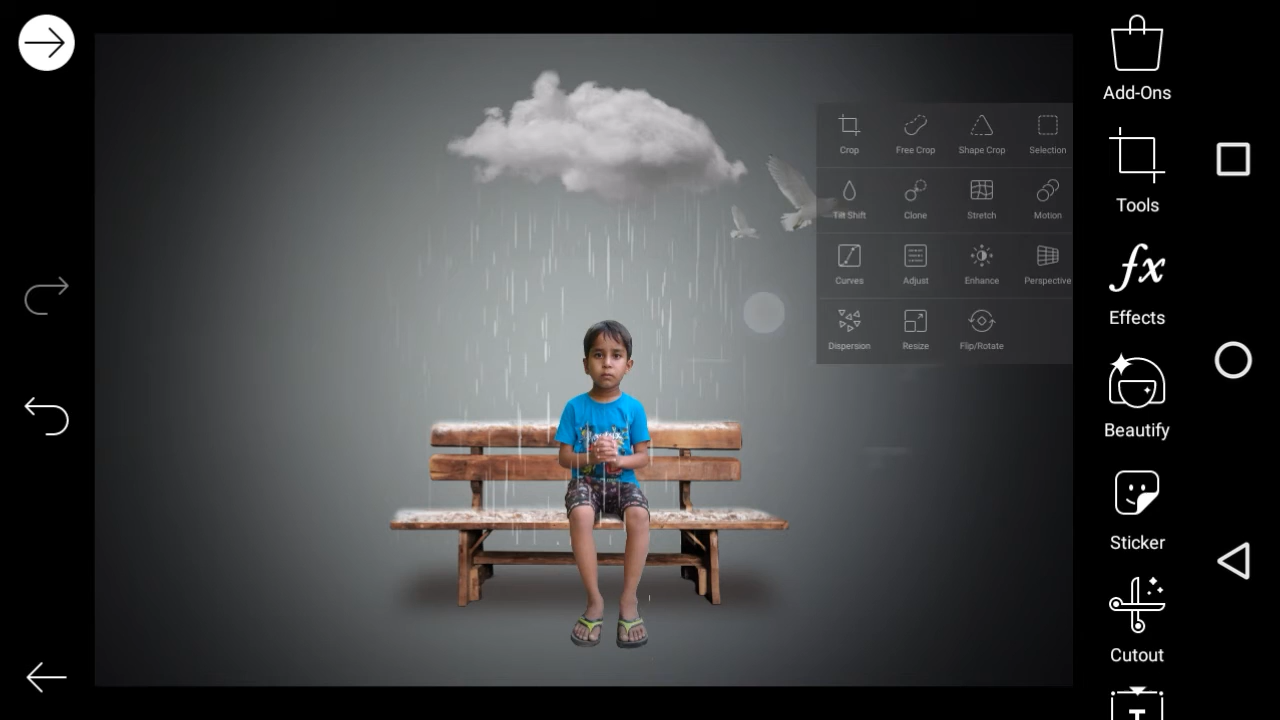 Add-Ons
Crop
Free Crop
Shape Crop
Selection
Tools
Tilt Shift
Clone
Stretch
Motion
Curves
Adjust
Enhance
Perspective
fx
Effects
Dispersion
Resize
Flip/Rotate
Beautify
Sticker
Cutout
T